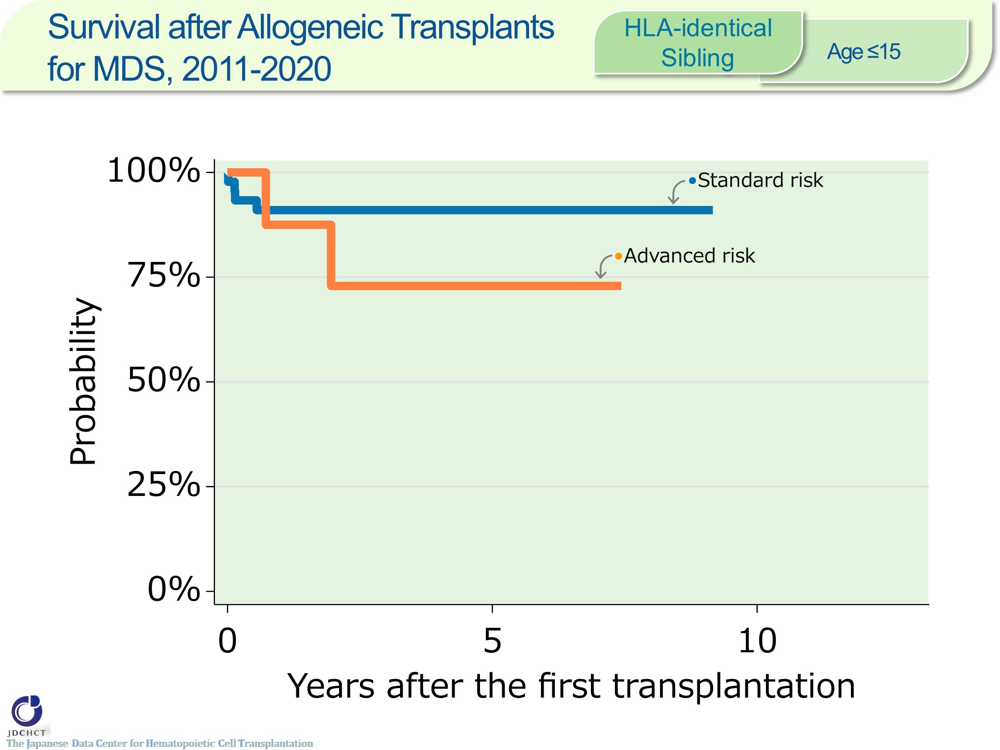 Survival after Allogeneic Transplants
for MDS, 2011-2020
HLA-identical
Sibling
Age ≤15
100%
75%
50%
25%
0%
Probability
Standard risk
Advanced risk
0
5
10
Years after the first transplantation
JDCHCT
The Japanese Data Center for Hematopoietic Cell Transplantation